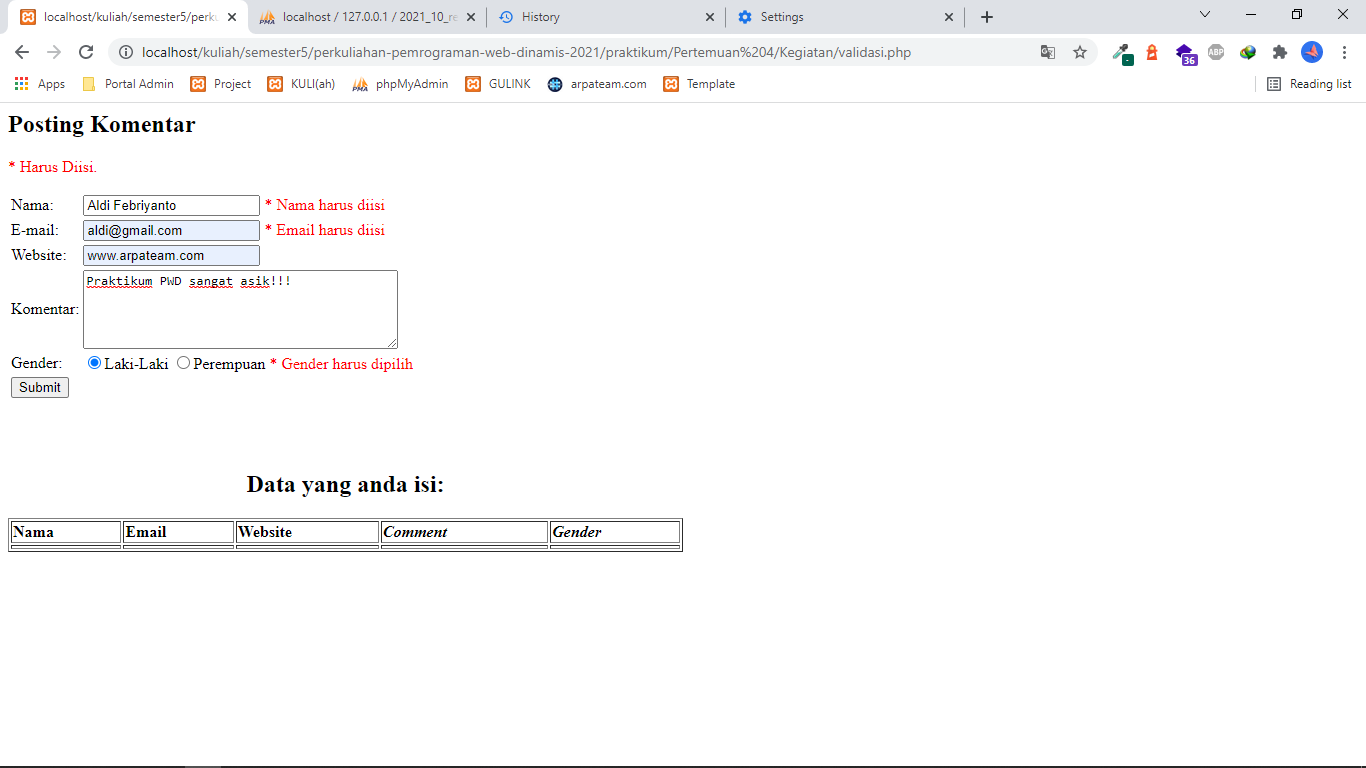 localhost/kuliah/semester5/perku
localhost / 127.0.0.1 / 2021_10_re
History
Settings
localhost/kuliah/semester5/perkuliahan-pemrograman-web-dinamis-2021/praktikum/Pertemuan%204/Kegiatan/validasi.php
36
ABP
Apps
Portal Admin
Project
KULI(ah)
PMA
phpMyAdmin
GULINK
arpateam.com
Template
Reading list
Posting Komentar
* Harus Diisi.
Nama: Aldi Febriyanto * Nama harus diisi
E-mail: aldi@gmail.com * Email harus diisi
Website: www.arpateam.com
Praktikum PWD sangat asik!!!
Komentar:
Gender: Laki-Laki Perempuan * Gender harus dipilih
Submit
Data yang anda isi:
Nama Email Website Comment Gender